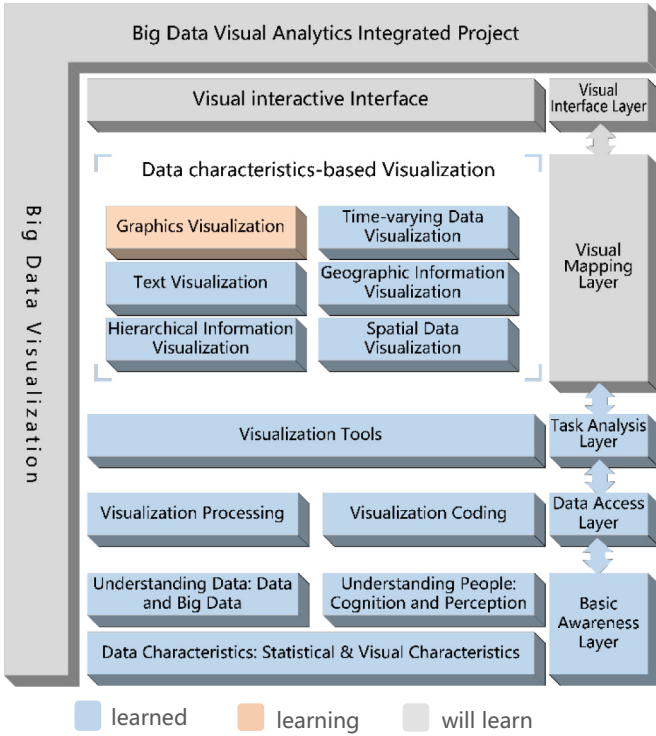 Big Data Visual Analytics Integrated Project
Big Data Visualization
Visual interactive Interface
Visual
Interface Layer
Data characteristics-based Visualization
Graphics Visualization
Time-varying Data
Visualization
Text Visualization
Geographic Information
Visualization
Hierarchical Information
Visualization
Spatial Data
Visualization
Visual
Mapping
Layer
Visualization Tools
Task Analysis
Layer
Visualization Processing
Visualization Coding
Data Access
Layer
Understanding Data: Data
and Big Data
Understanding People:
Cognition and Perception
Data Characteristics: Statistical & Visual Characteristics
Basic
Awareness
Layer
learned
learning
will learn